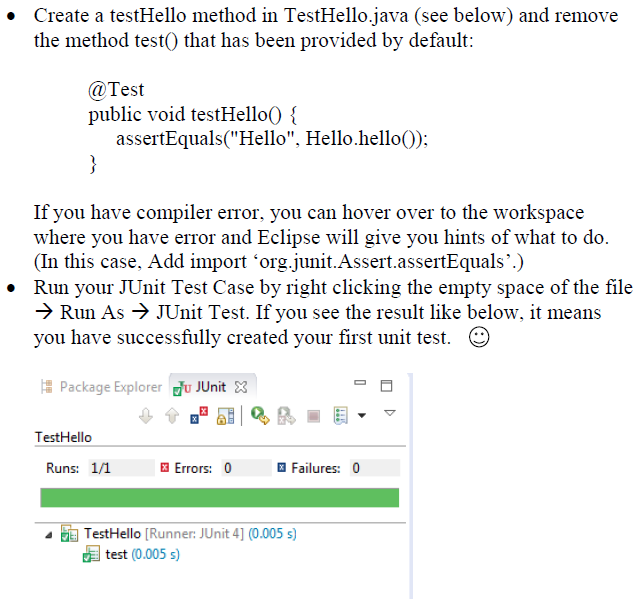 • Create a testHello method in TestHello.java (see below) and remove
the method test() that has been provided by default:
@Test
public void testHello() {
assertEquals("Hello", Hello.hello());
}
If you have compiler error, you can hover over to the workspace
where you have error and Eclipse will give you hints of what to do.
(In this case, Add import ‘org.junit.Assert.assertEquals’.)
• Run your JUnit Test Case by right clicking the empty space of the file
→ Run As → JUnit Test. If you see the result like below, it means
you have successfully created your first unit test. ☺
Package Explorer JU JUnit
TestHello
Runs: 1/1 Errors: 0 Failures: 0
TestHello [Runner: JUnit 4] (0.005 s)
test (0.005 s)